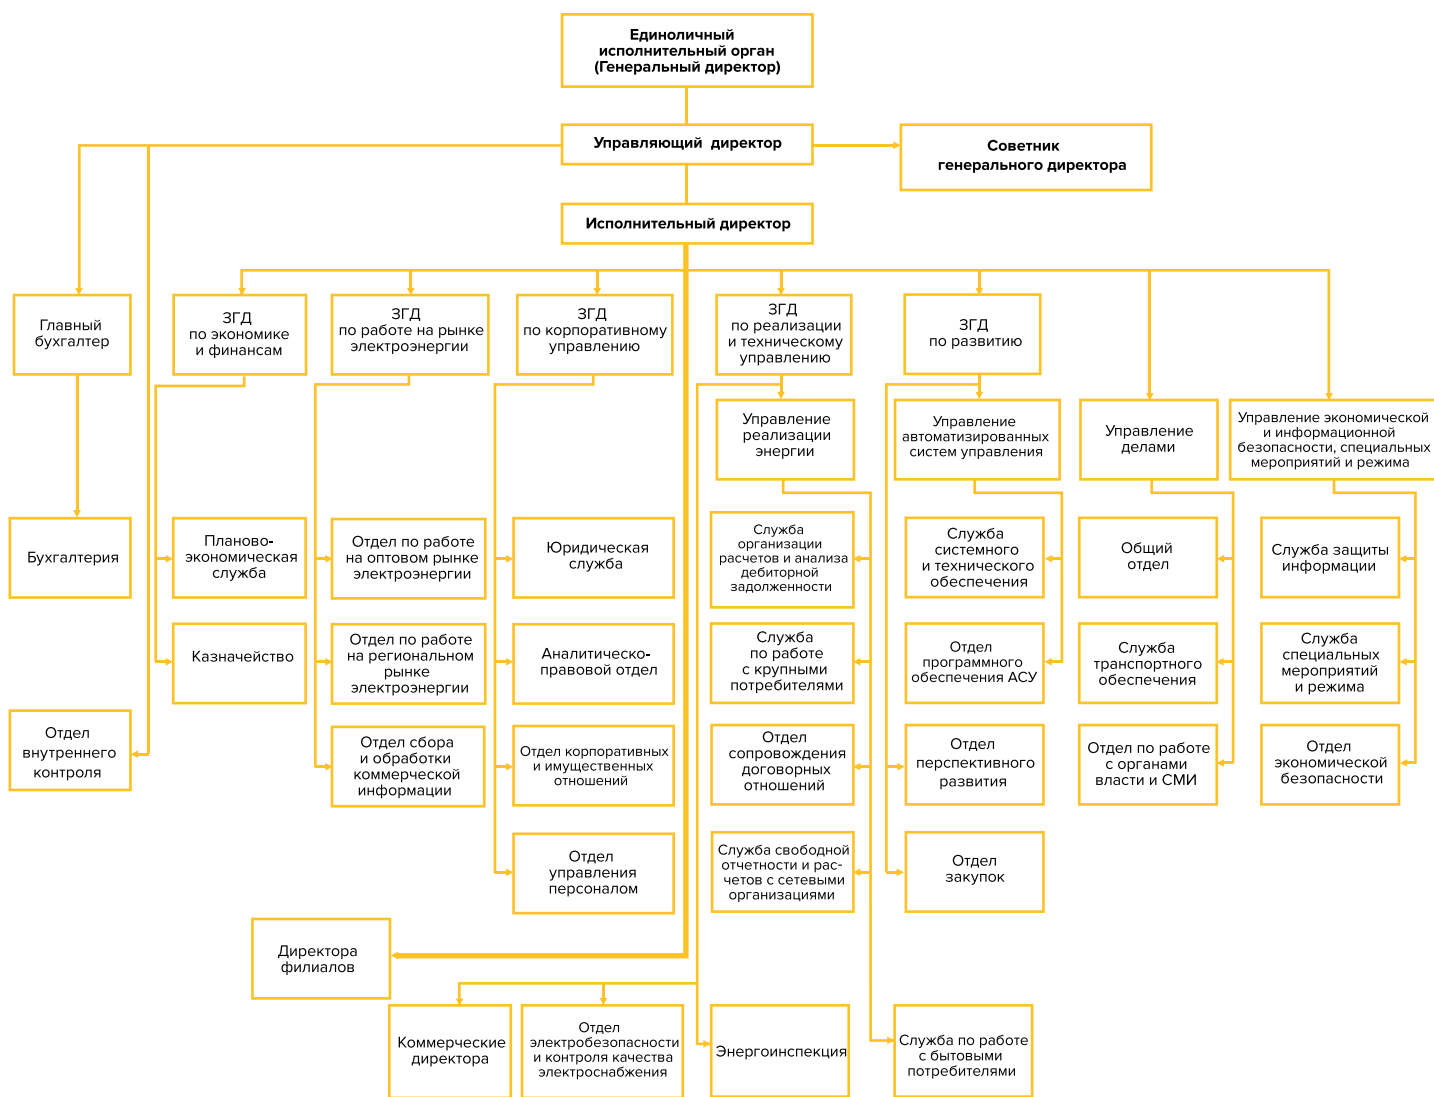 Единоличный
исполнительный орган
(Генеральный директор)
Управляющий директор
Советник
генерального директора
Исполнительный директор
Главный
бухгалтер
ЗГД
по экономике
и финансам
ЗГД
по работе на рынке
электроэнергии
ЗГД
по корпоративному
управлению
ЗГД
по реализации
и техническому
управлению
ЗГД
по развитию
Управление
реализации
энергии
Управление
автоматизированных
систем управления
Управление
делами
Управление экономической
и информационной
безопасности, специальных
мероприятий и режима
Бухгалтерия
Планово-
экономическая
служба
Отдел по работе
на оптовом рынке
электроэнергии
Юридическая
служба
Служба
организации
расчетов и анализа
дебиторной
задолженности
Служба
системного
и технического
обеспечения
Общий
отдел
Служба защиты
информации
Казначейство
Отдел по работе
на региональном
рынке
электроэнергии
Аналитическо-
правовой отдел
Служба
по работе
с крупными
потребителями
Отдел
программного
обеспечения АСУ
Служба
транспортного
обеспечения
Служба
специальных
мероприятий
и режима
Отдел
внутреннего
контроля
Отдел сбора
и обработки
коммерческой
информации
Отдел корпоративных
и имущественных
отношений
Отдел
сопровождения
договорных
отношений
Отдел
перспективного
развития
Отдел по работе
с органами
власти и СМИ
Отдел
экономической
безопасности
Отдел
управления
персоналом
Служба свободной
отчетности и рас-
четов с сетевыми
организациями
Отдел
закупок
Директора
филиалов
Коммерческие
директора
Отдел
электробезопасности
и контроля качества
электроснабжения
Энергоинспекция
Служба по работе
с бытовыми
потребителями